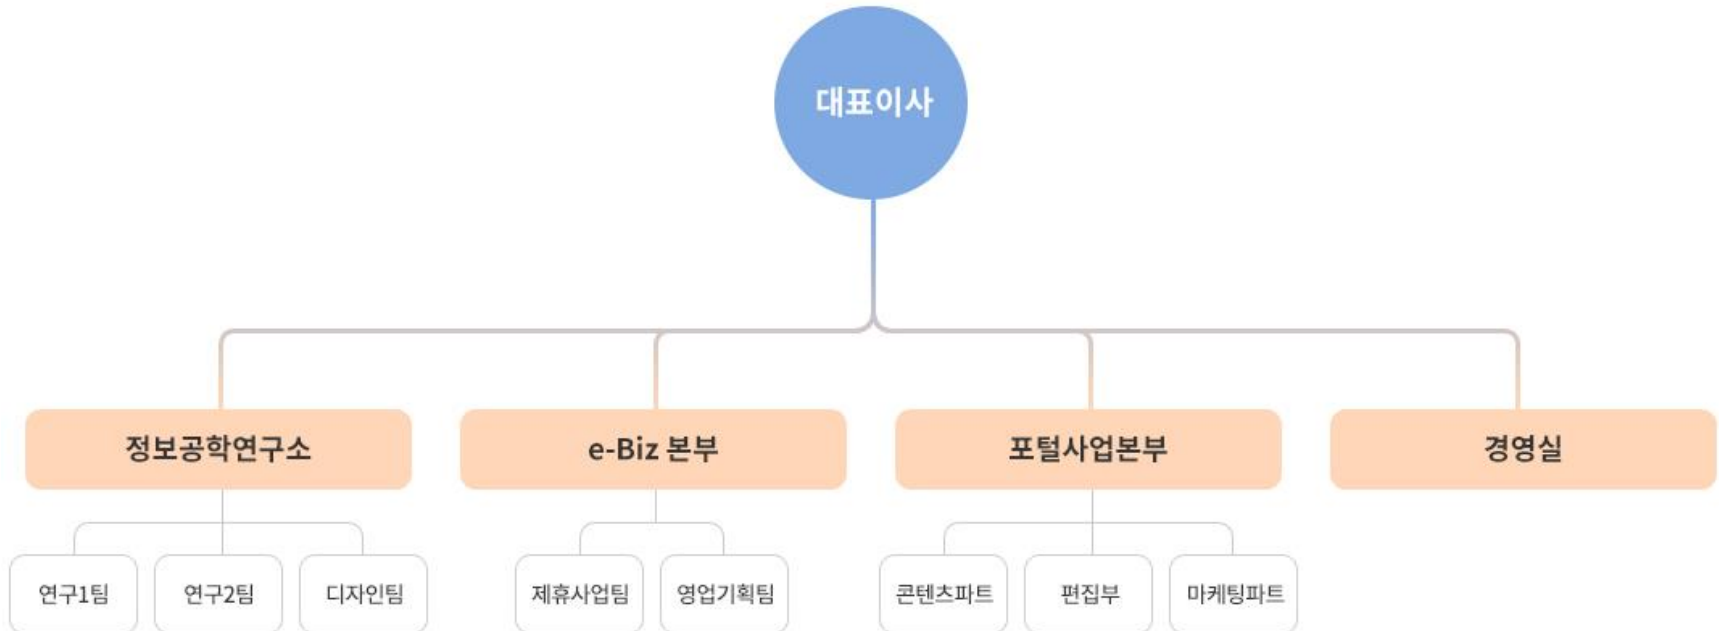 대표이사
정보공학연구소
e-Biz 본부
포털사업본부
경영실
연구1팀
연구2팀
디자인팀
제휴사업팀
영업기획팀
콘텐츠파트
편집부
마케팅파트